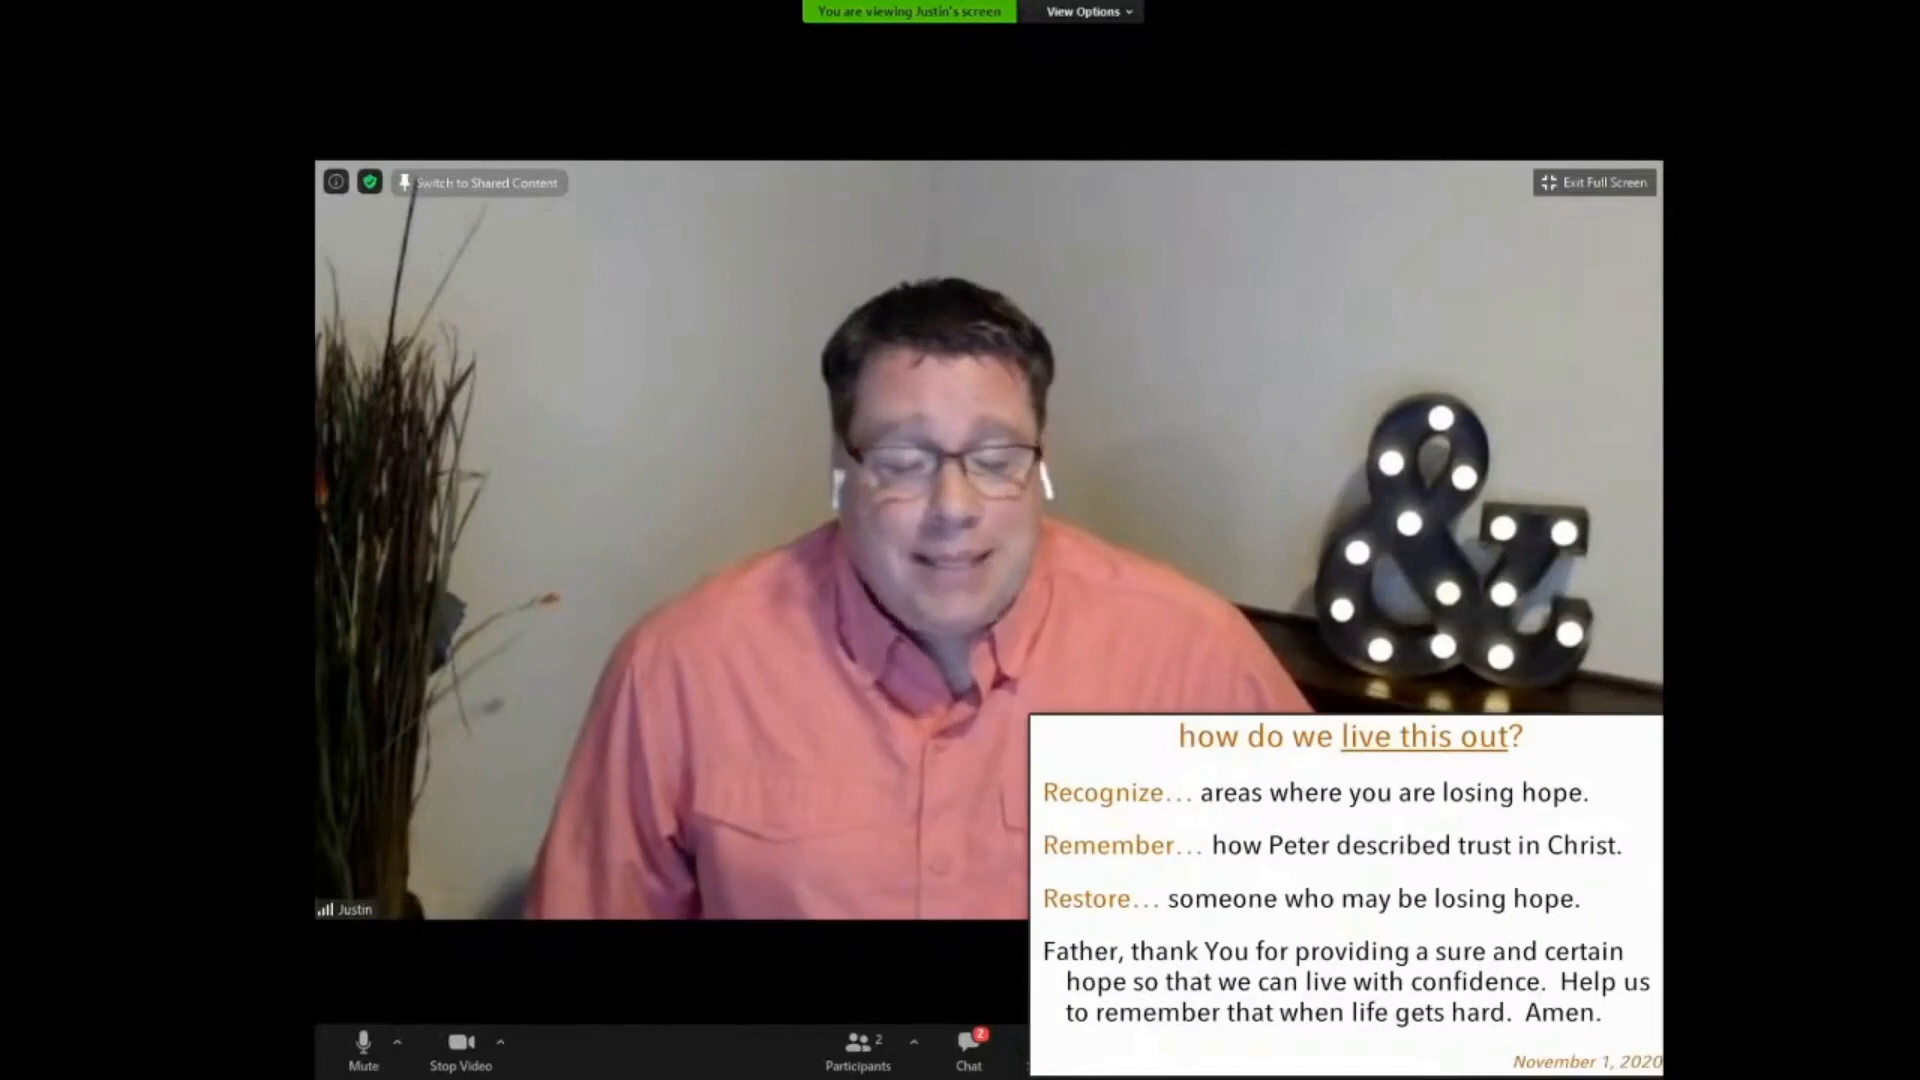 You are viewing Justin's screen
View Options
Switch to Shared Content
Exit Full Screen
&
how do we live this out?
Recognize... areas where you are losing hope.
Remember... how Peter described trust in Christ.
Restore... someone who may be losing hope.
Father, thank You for providing a sure and certain
hope so that we can live with confidence.  Help us
to remember that when life gets hard.  Amen.
November 1, 2020
Justin
Mute
Stop Video
2
Participants
2
Chat